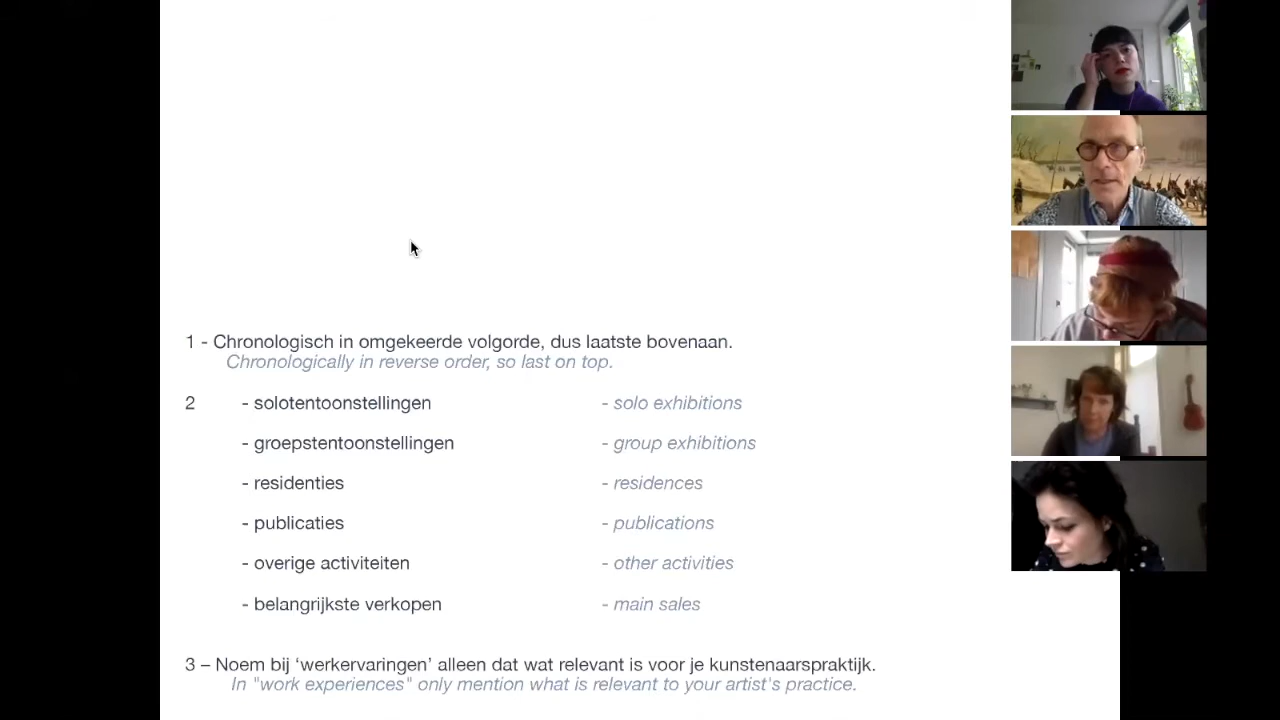 1 - Chronologisch in omgekeerde volgorde, dus laatste bovenaan.
Chronologically in reverse order, so last on top.
2 - solotentoonstellingen - solo exhibitions
- groepstentoonstellingen - group exhibitions
- residenties - residences
- publicaties - publications
- overige activiteiten - other activities
- belangrijkste verkopen - main sales
3 – Noem bij ‘werkervaringen’ alleen dat wat relevant is voor je kunstenaarspraktijk.
In "work experiences" only mention what is relevant to your artist's practice.